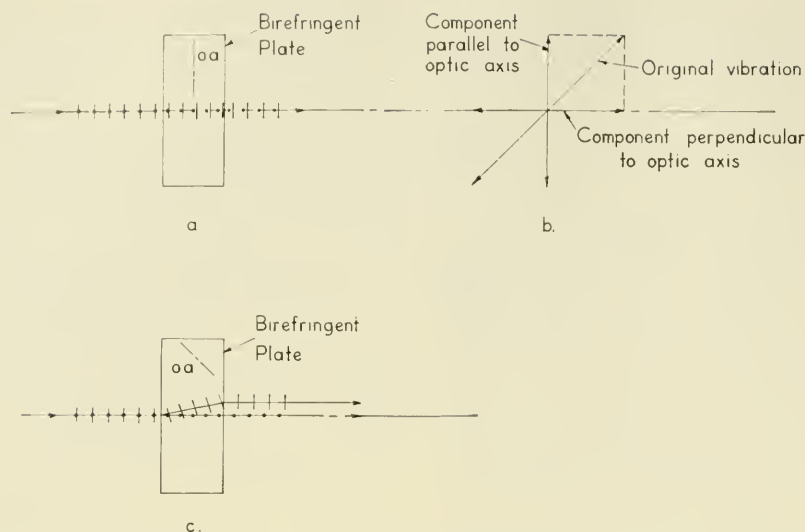 Birefringent
Plate
oa
a
Component
parallel to
optic axis
Original vibration
Component perpendicular
to optic axis
b.
Birefringent
Plate
oa
c.